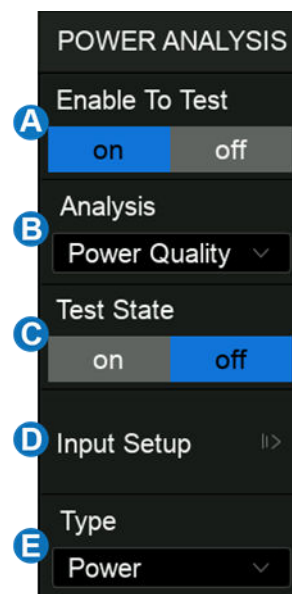 POWER ANALYSIS
Enable To Test
A
on off
Analysis
B
Power Quality
Test State
C
on off
D Input Setup
Type
E
Power